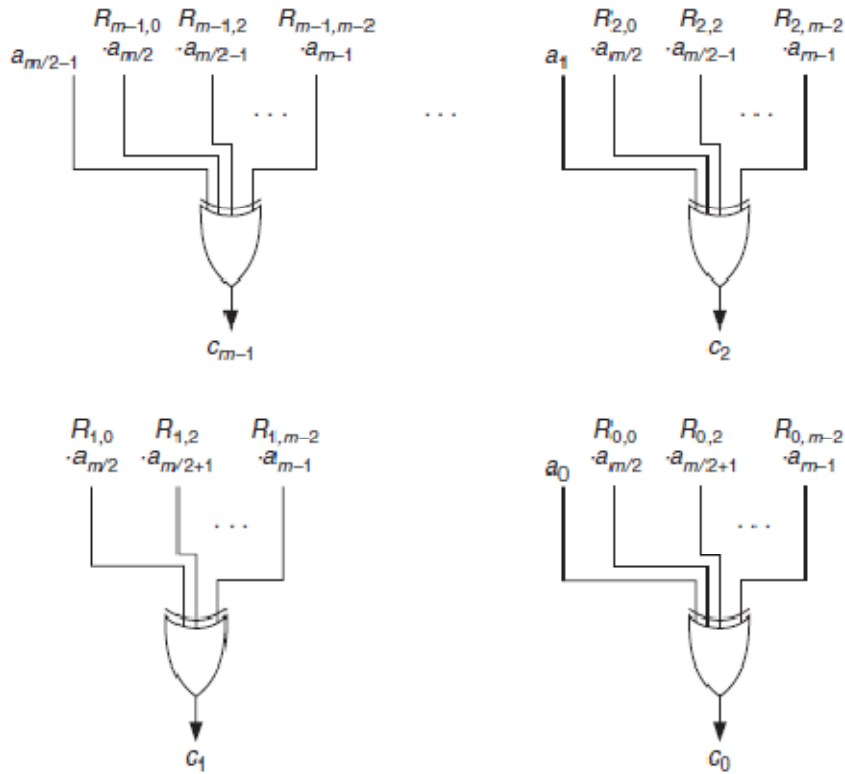 R_{m−1,0} R_{m−1,2} R_{m−1,m−2}
a_{m/2−1} ·a_{m/2} ·a_{m/2−1} ·a_{m−1}
. . .
c_{m−1}
. . .
R_{2,0} R_{2,2} R_{2,m−2}
a_1 ·a_{m/2} ·a_{m/2−1} ·a_{m−1}
. . .
c_2
R_{1,0} R_{1,2} R_{1,m−2}
·a_{m/2} ·a_{m/2+1} ·a_{m−1}
. . .
c_1
R_{0,0} R_{0,2} R_{0,m−2}
a_0 ·a_{m/2} ·a_{m/2+1} ·a_{m−1}
. . .
c_0